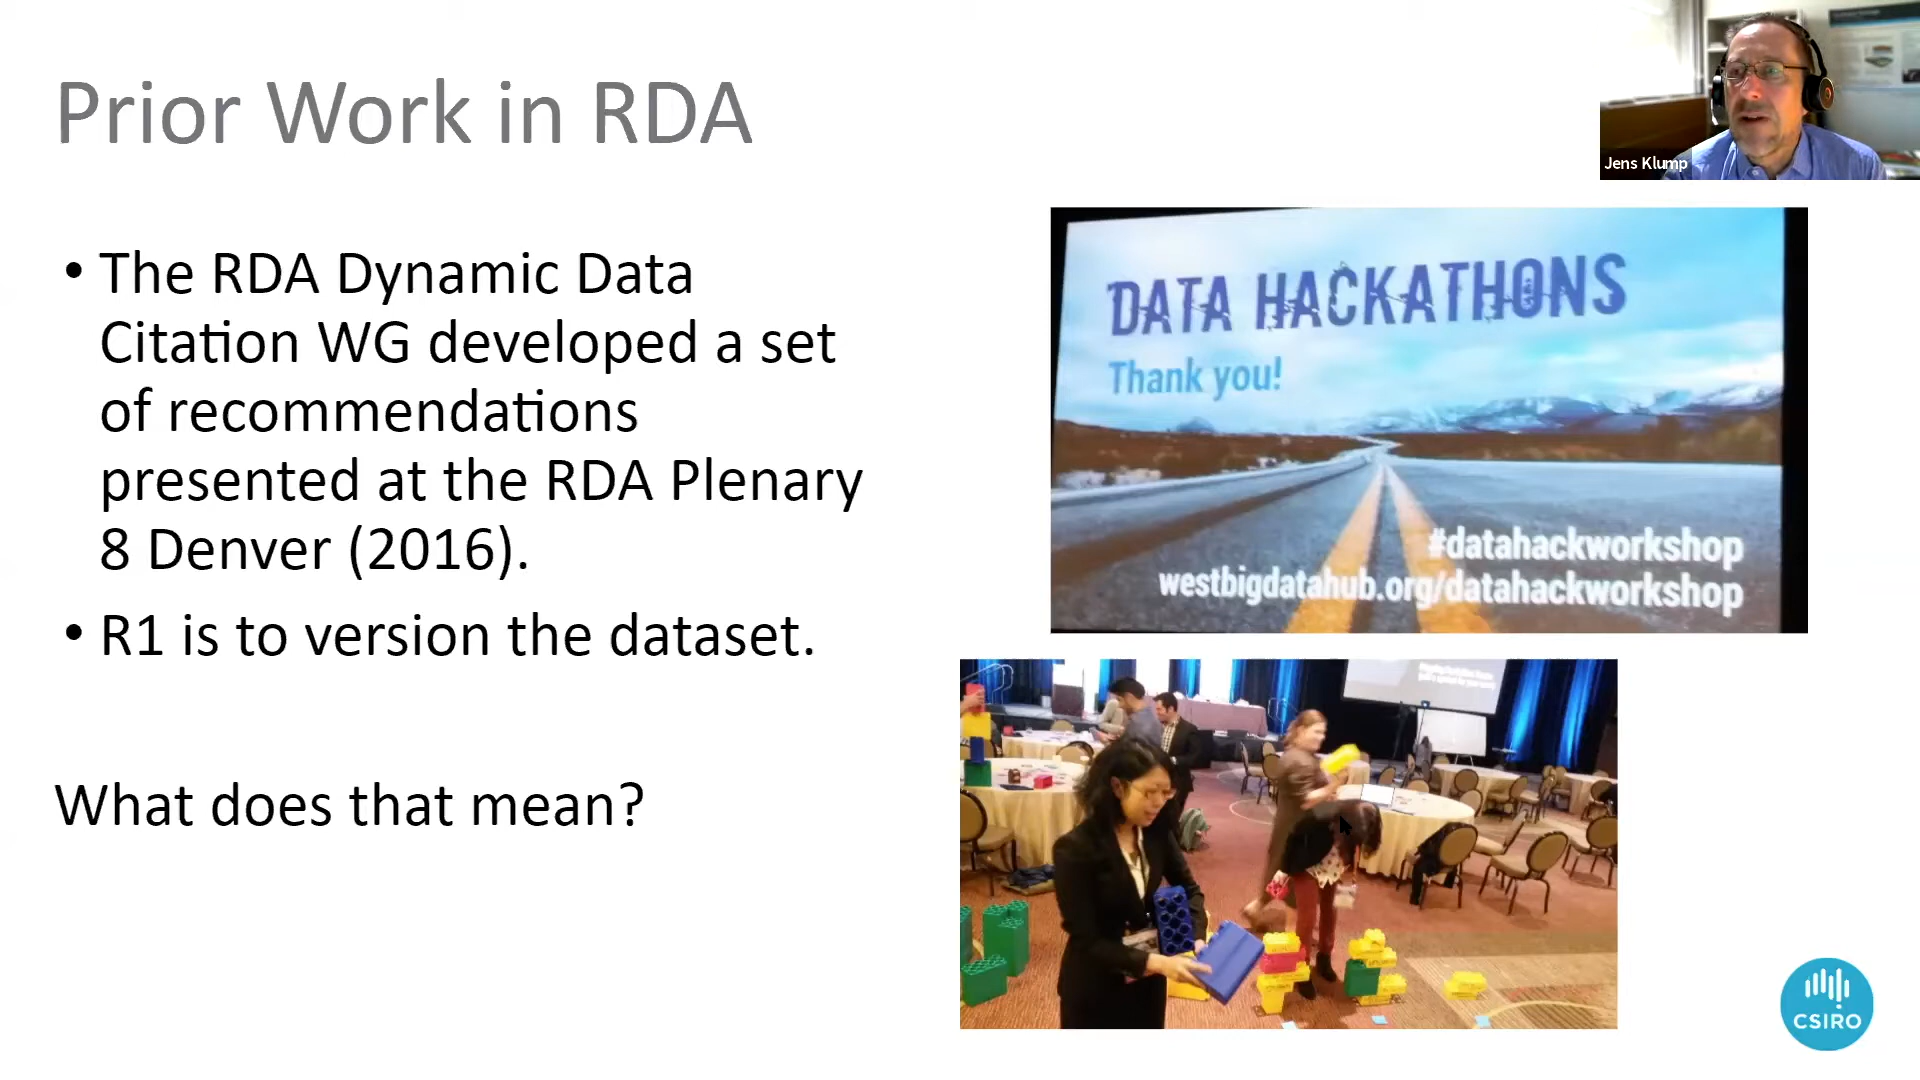 Prior Work in RDA
Jens Klump
• The RDA Dynamic Data
Citation WG developed a set
of recommendations
presented at the RDA Plenary
8 Denver (2016).
• R1 is to version the dataset.
What does that mean?
DATA HACKATHONS
Thank you!
#datahackworkshop
westbigdatahub.org/datahackworkshop
CSIRO